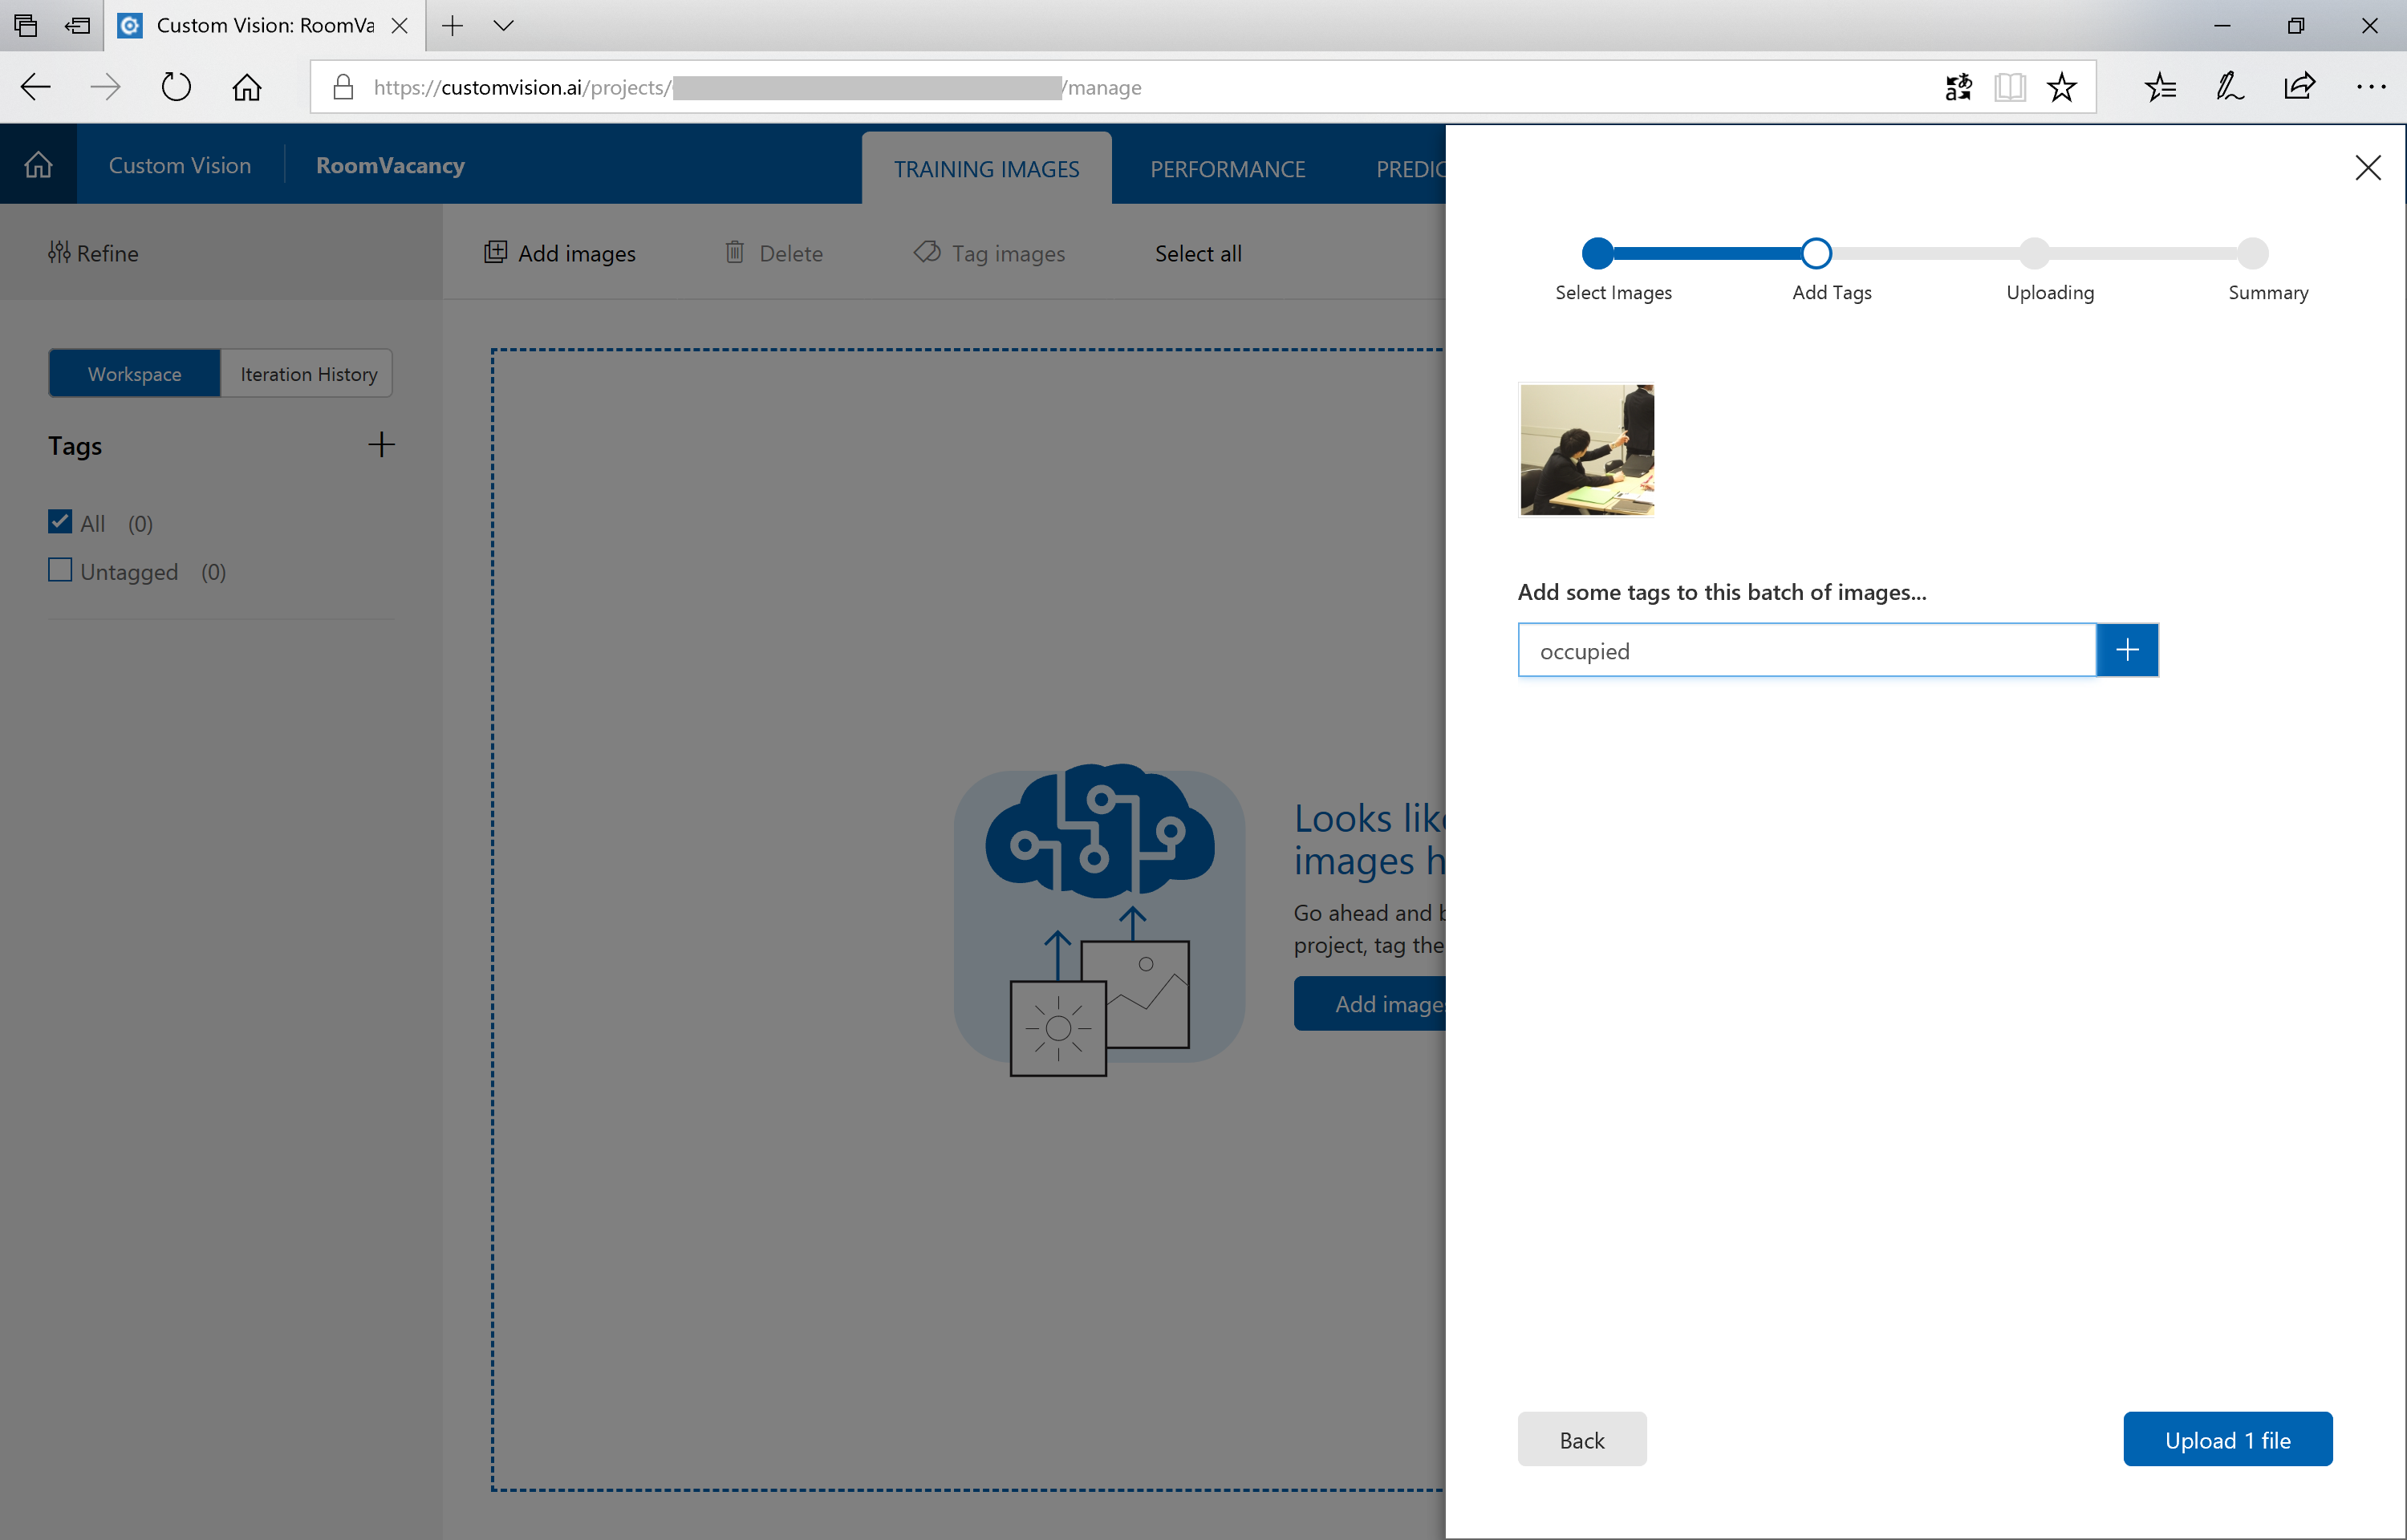 Custom Vision: RoomVa
https://customvision.ai/projects/
/manage
Custom Vision
RoomVacancy
TRAINING IMAGES
PERFORMANCE
PREDIC
Refine
Add images
Delete
Tag images
Select all
Workspace
Iteration History
Tags
All (0)
Untagged (0)
Looks like
images h
Go ahead and b
project, tag the
Add images
Select Images
Add Tags
Uploading
Summary
Add some tags to this batch of images...
occupied
Back
Upload 1 file